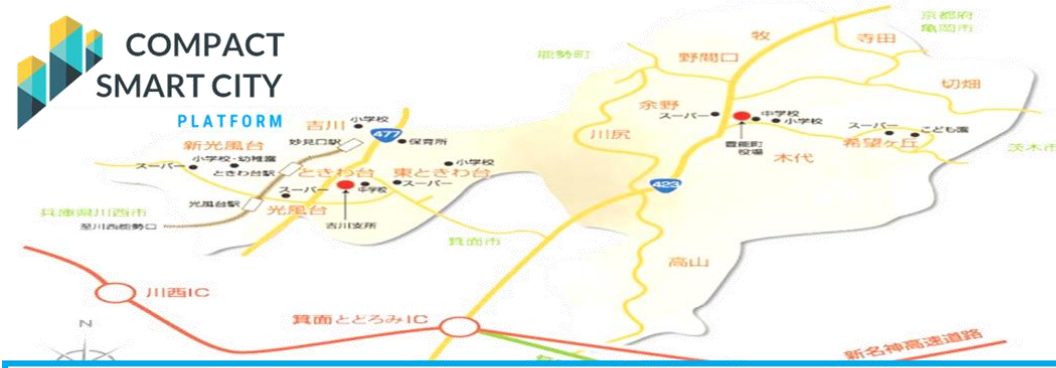 COMPACT
SMART CITY
PLATFORM
京都府
亀岡市
牧
寺田
能勢町
野間口
切畑
余野
スーパー
中学校
小学校
豊能町
役場
スーパー
こども園
希望ヶ丘
茨木市
川尻
木代
吉川
小学校
477
妙見口駅
保育所
新光風台
小学校・幼稚園
スーパー
ときわ台駅
ときわ台
小学校
東ときわ台
スーパー
中学校
スーパー
光風台駅
光風台
吉川支所
兵庫県川西市
至川西能勢口
423
箕面市
高山
川西IC
箕面とどろみIC
新名神高速道路
N